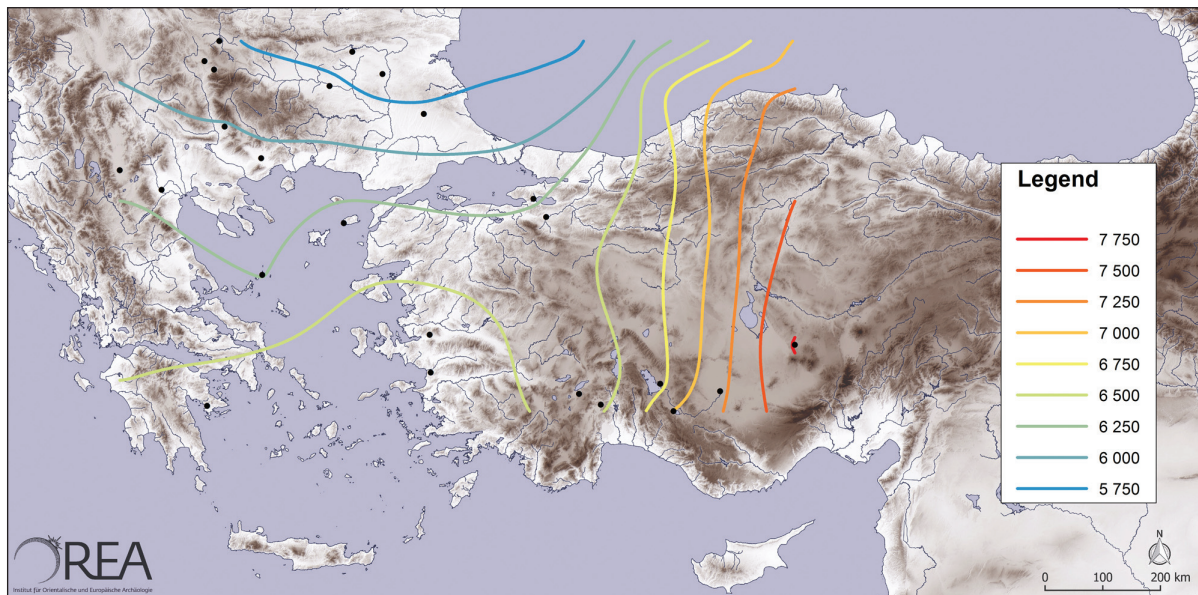 Legend
7 750
7 500
7 250
7 000
6 750
6 500
6 250
6 000
5 750
OREA
Institut für Orientalische und Europäische Archäologie
N
0 100 200 km